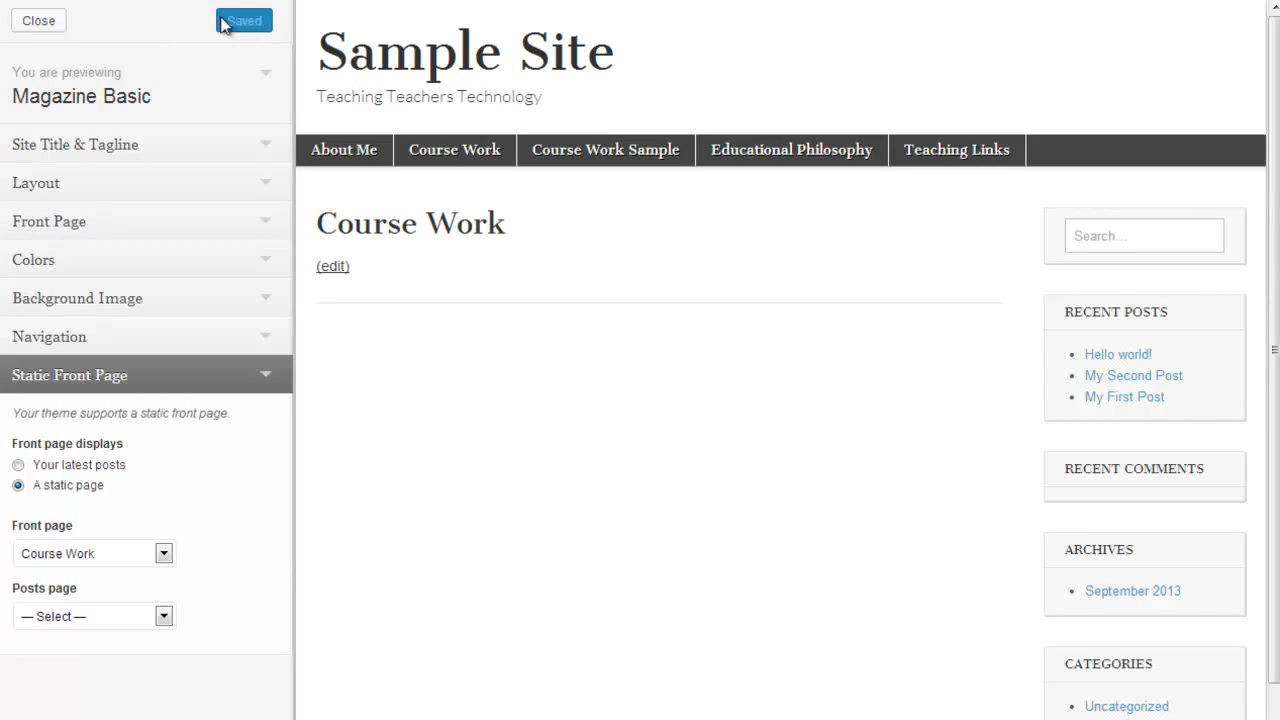 Close
Saved
You are previewing
Magazine Basic
Site Title & Tagline
Layout
Front Page
Colors
Background Image
Navigation
Static Front Page
Your theme supports a static front page.
Front page displays
Your latest posts
A static page
Front page
Course Work
Posts page
— Select —
Sample Site
Teaching Teachers Technology
About Me
Course Work
Course Work Sample
Educational Philosophy
Teaching Links
Course Work
(edit)
Search...
RECENT POSTS
Hello world!
My Second Post
My First Post
RECENT COMMENTS
ARCHIVES
September 2013
CATEGORIES
Uncategorized